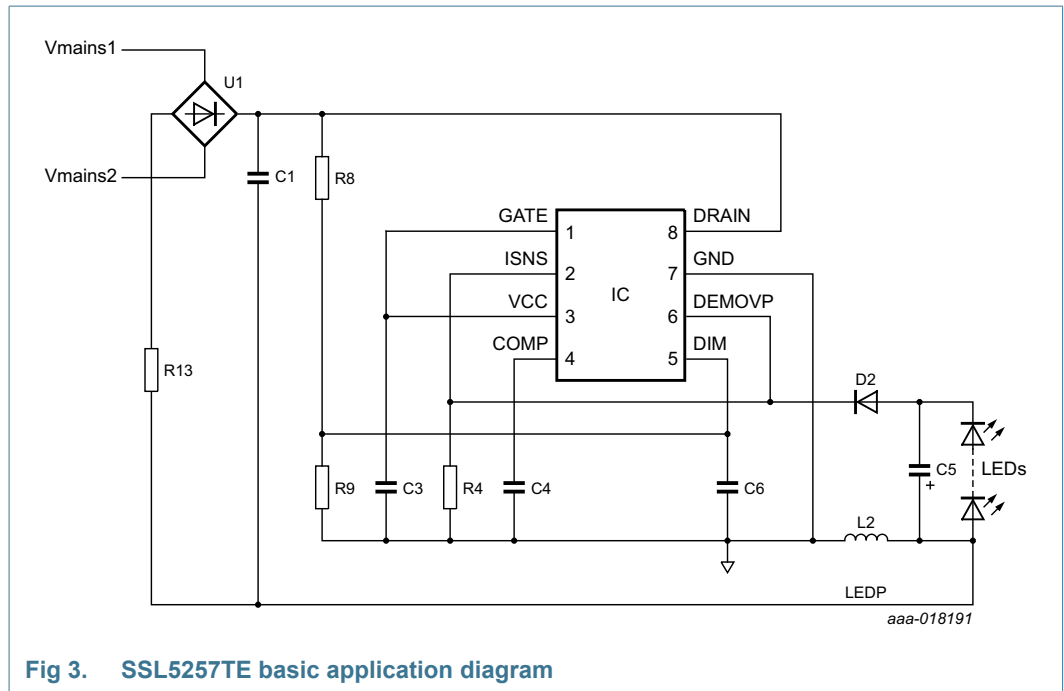 Vmains1
U1
Vmains2
C1
R8
GATE
DRAIN
1
8
ISNS
GND
2
7
IC
VCC
DEMOVP
3
6
COMP
DIM
4
5
R13
D2
R9
C3
R4
C4
C6
C5
+
LEDs
L2
LEDP
aaa-018191
Fig 3. SSL5257TE basic application diagram